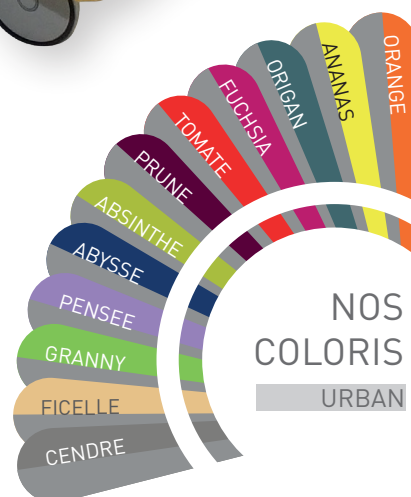 ORANGE
ANANAS
ORIGAN
FUCHSIA
TOMATE
PRUNE
ABSINTHE
ABYSSE
PENSEE
GRANNY
FICELLE
CENDRE
NOS
COLORIS
URBAN